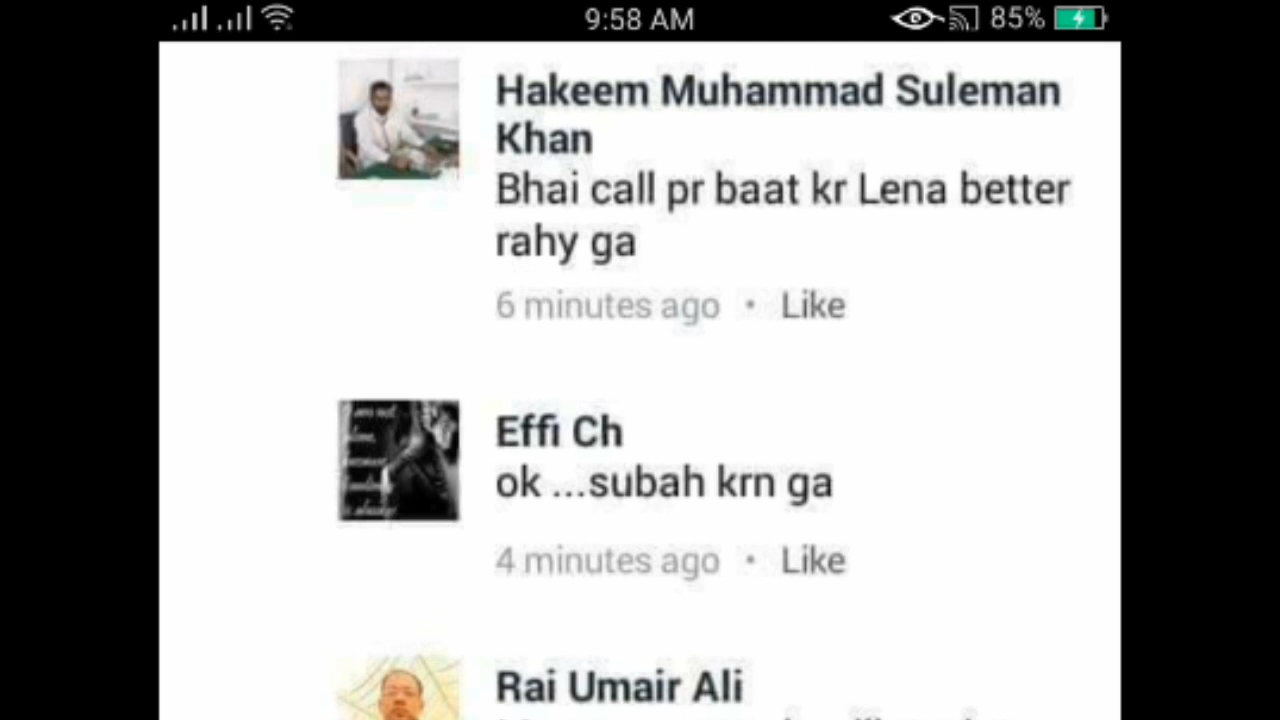 9:58 AM 85%
Hakeem Muhammad Suleman
Khan
Bhai call pr baat kr Lena better
rahy ga
6 minutes ago • Like
Effi Ch
ok ...subah krn ga
4 minutes ago • Like
Rai Umair Ali